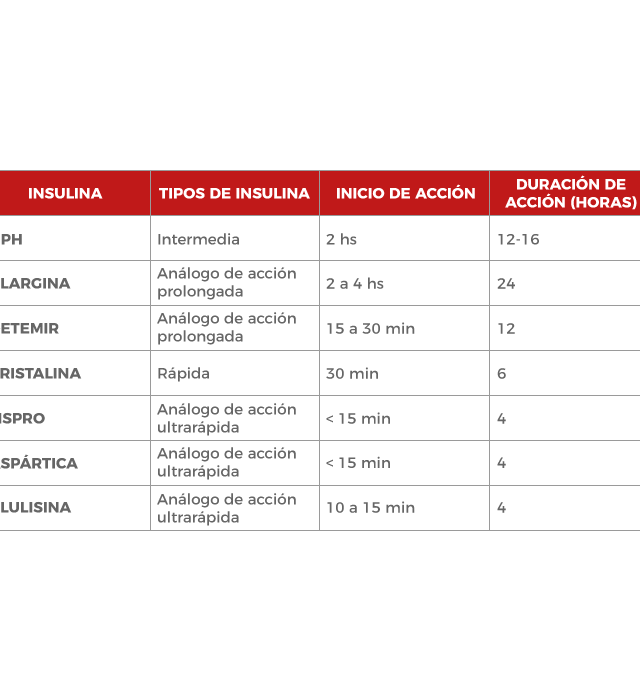 INSULINA TIPOS DE INSULINA INICIO DE ACCIÓN DURACIÓN DE ACCIÓN (HORAS)
PH Intermedia 2 hs 12-16
LARGINA Análogo de acción prolongada 2 a 4 hs 24
ETEMIR Análogo de acción prolongada 15 a 30 min 12
RISTALINA Rápida 30 min 6
ISPRO Análogo de acción ultrarápida < 15 min 4
SPÁRTICA Análogo de acción ultrarápida < 15 min 4
LULISINA Análogo de acción ultrarápida 10 a 15 min 4